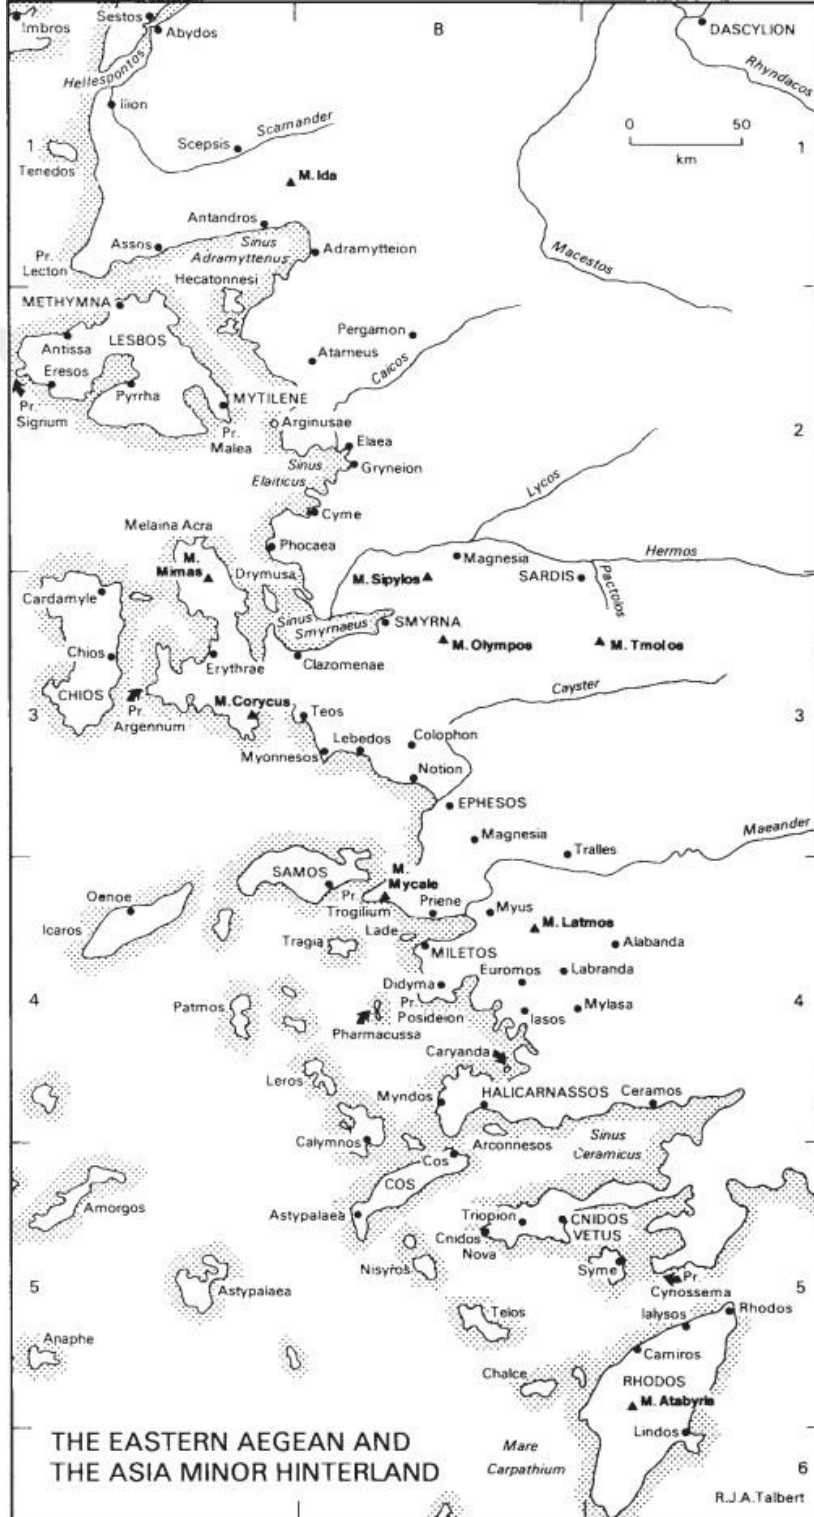 Sestos
Imbros
Abydos
B
DASCYLION
Hellespontos
Rhyndacos
Ilion
0 50
km
Scamander
Scepsis
1
1
Tenedos
M. Ida
Antandros
Assos
Sinus
Adramyttenus
Adramytteion
Pr.
Lecton
Macestos
Hecatonnesi
METHYMNA
LESBOS
Pergamon
Antissa
Atarneus
Eresos
Caicos
Pyrrha
MYTILENE
Pr.
Sigrium
Arginusae
Pr.
Malea
2
Elaea
Sinus
Elaiticus
Gryneion
Lycos
Cyme
Melaina Acra
Phocaea
Hermos
M.
Mimas
Magnesia
Drymusa
M. Sipylos
SARDIS
Pactolos
Cardamyle
Sinus
Smyrnaeus
SMYRNA
M. Olympos
M. Tmolos
Chios
Erythrae
Clazomenae
CHIOS
Cayster
Pr.
Argennum
M. Corycus
Teos
3
3
Lebedos
Colophon
Myonnesos
Notion
EPHESOS
Magnesia
Maeander
Tralles
SAMOS
M.
Mycale
Oenoe
Pr.
Trogilium
Priene
Myus
M. Latmos
Icaros
Lade
Tragia
MILETOS
Alabanda
Euromos
Labranda
Didyma
4
4
Patmos
Pr.
Posideion
Iasos
Mylasa
Pharmacussa
Caryanda
Leros
Myndos
HALICARNASSOS
Ceramos
Calymnos
Arconnesos
Sinus
Ceramicus
Cos
COS
Amorgos
Astypalaea
Triopion
CNIDOS
VETUS
Cnidos
Nova
Nisyros
Syme
Pr.
Cynossema
5
5
Astypalaea
Telos
Ialysos
Rhodos
Anaphe
Camiros
Chalce
RHODOS
M. Atabyris
Lindos
THE EASTERN AEGEAN AND
THE ASIA MINOR HINTERLAND
Mare
Carpathium
6
R.J.A.Talbert